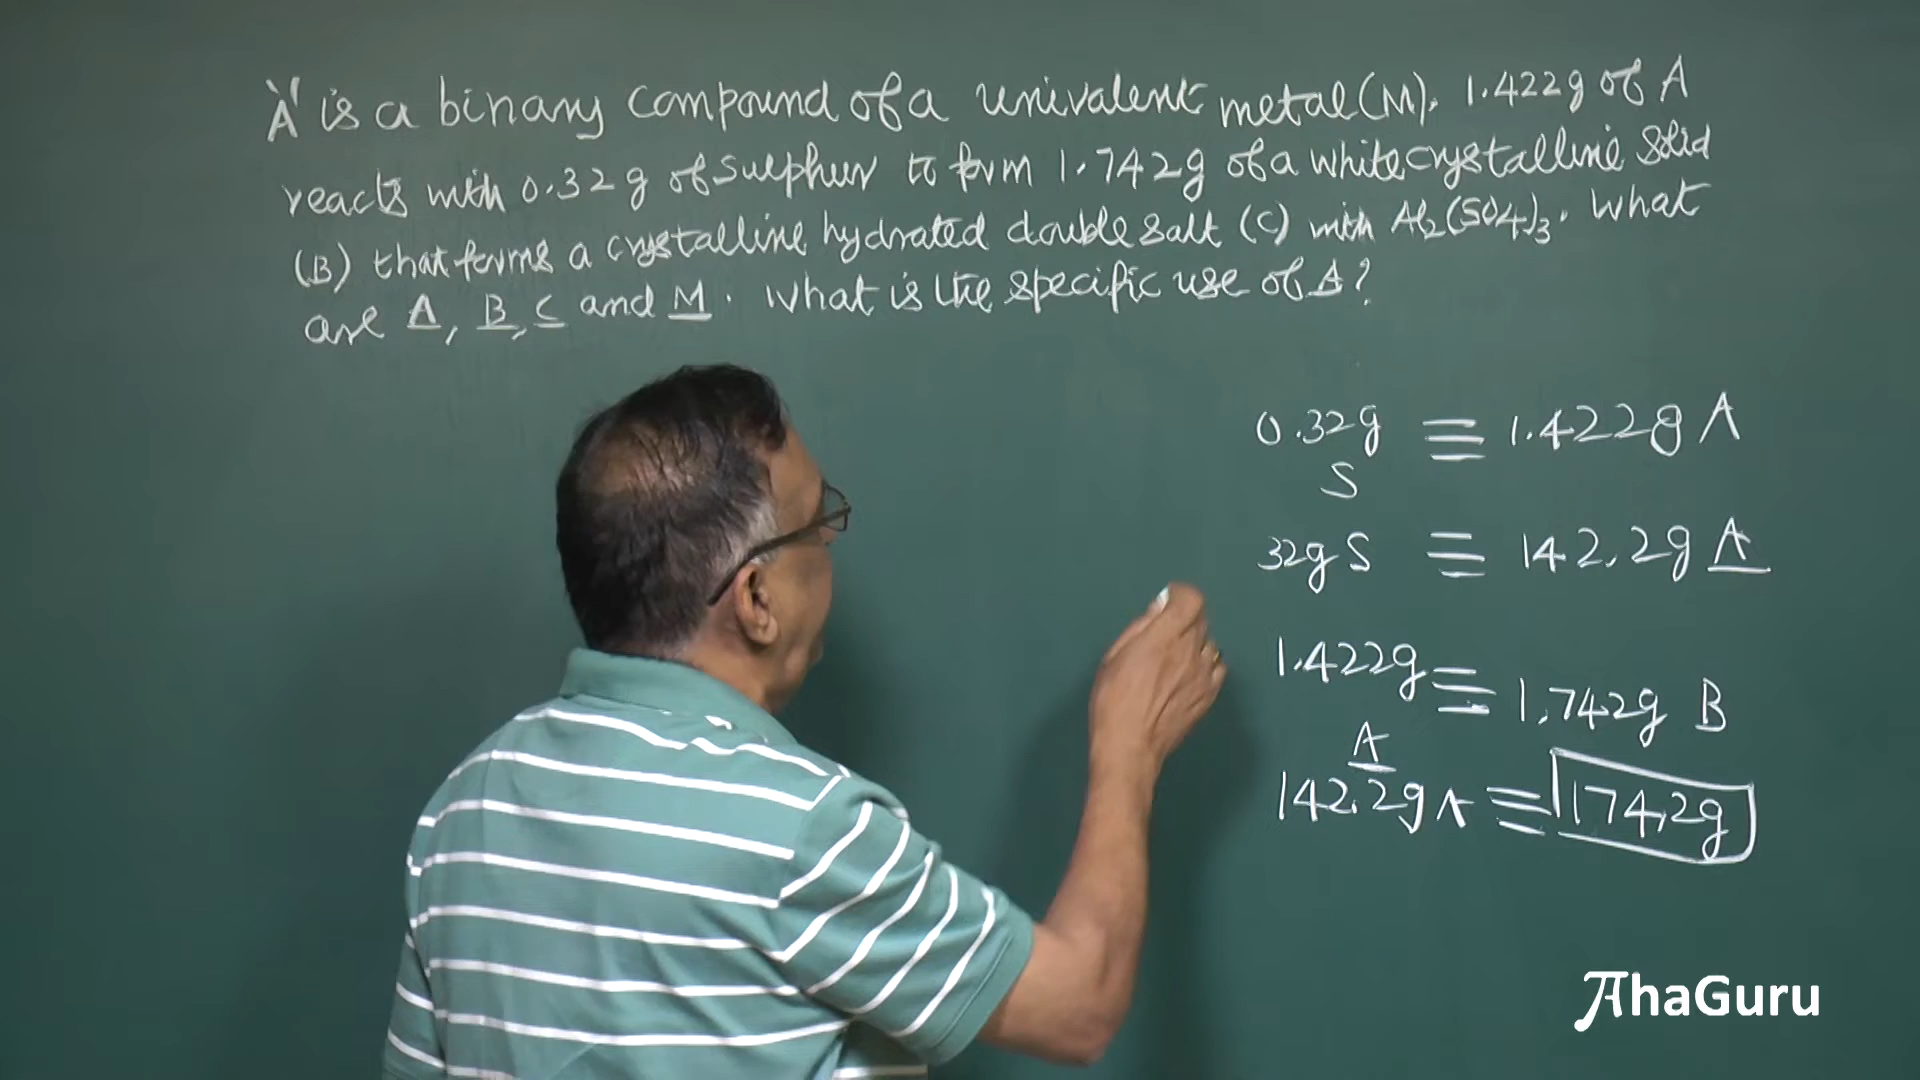 'A' is a binary compound of a univalent metal (M). 1.422g of A
reacts with 0.32g of sulphur to form 1.742g of a white crystalline solid
(B) that forms a crystalline hydrated double salt (C) with Al2(SO4)3. What
are A, B, C and M. What is the specific use of A?
0.32g ≡ 1.422g A
S
32g S ≡ 142.2g A
1.422g ≡ 1.742g B
A
142.2g A ≡ 174.2g
AhaGuru